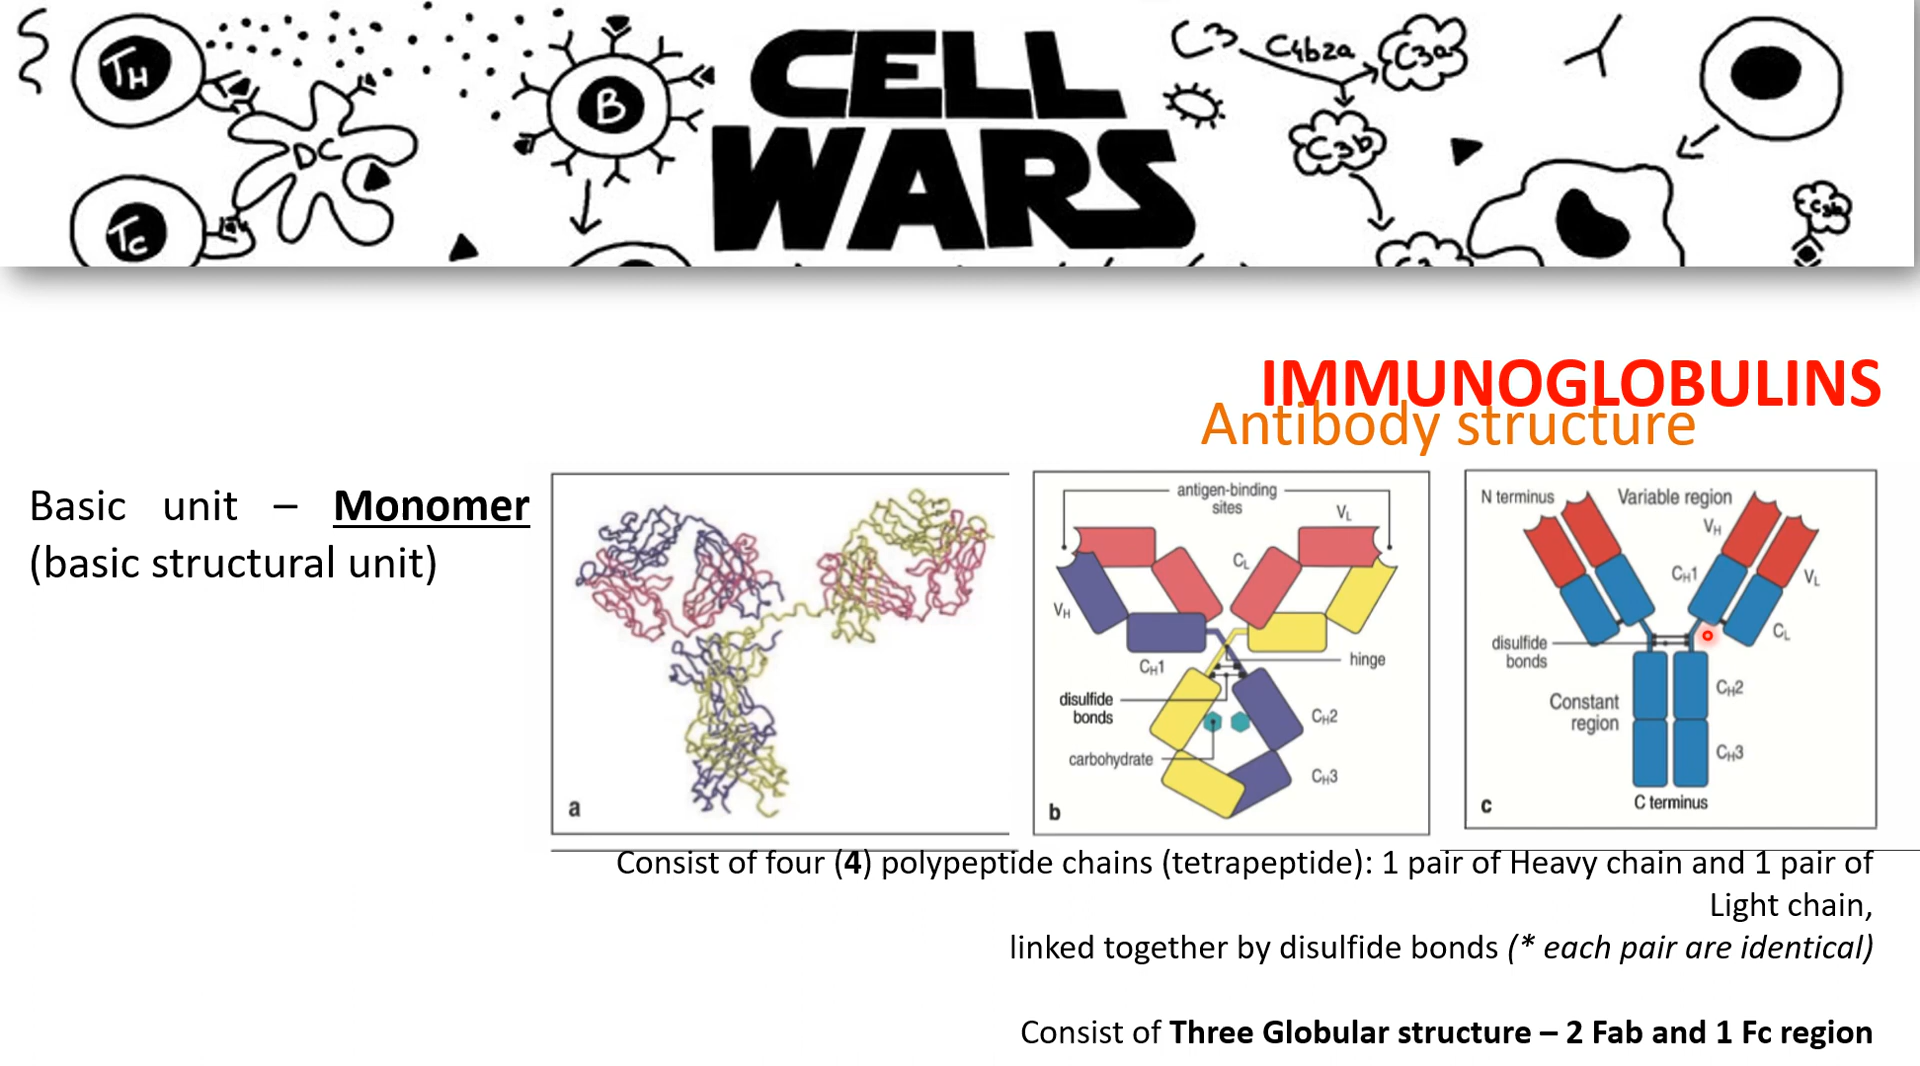 TH
DC
TC
B
CELL
WARS
C3
C4b2a
C3a
C3b
C3b
IMMUNOGLOBULINS
Antibody structure
Basic unit – Monomer
(basic structural unit)
a
antigen-binding
sites
VL
CL
VH
CH1
hinge
disulfide
bonds
CH2
carbohydrate
CH3
b
N terminus
Variable region
VH
CH1
VL
CL
disulfide
bonds
CH2
Constant
region
CH3
C terminus
c
Consist of four (4) polypeptide chains (tetrapeptide): 1 pair of Heavy chain and 1 pair of
Light chain,
linked together by disulfide bonds (* each pair are identical)
Consist of Three Globular structure – 2 Fab and 1 Fc region